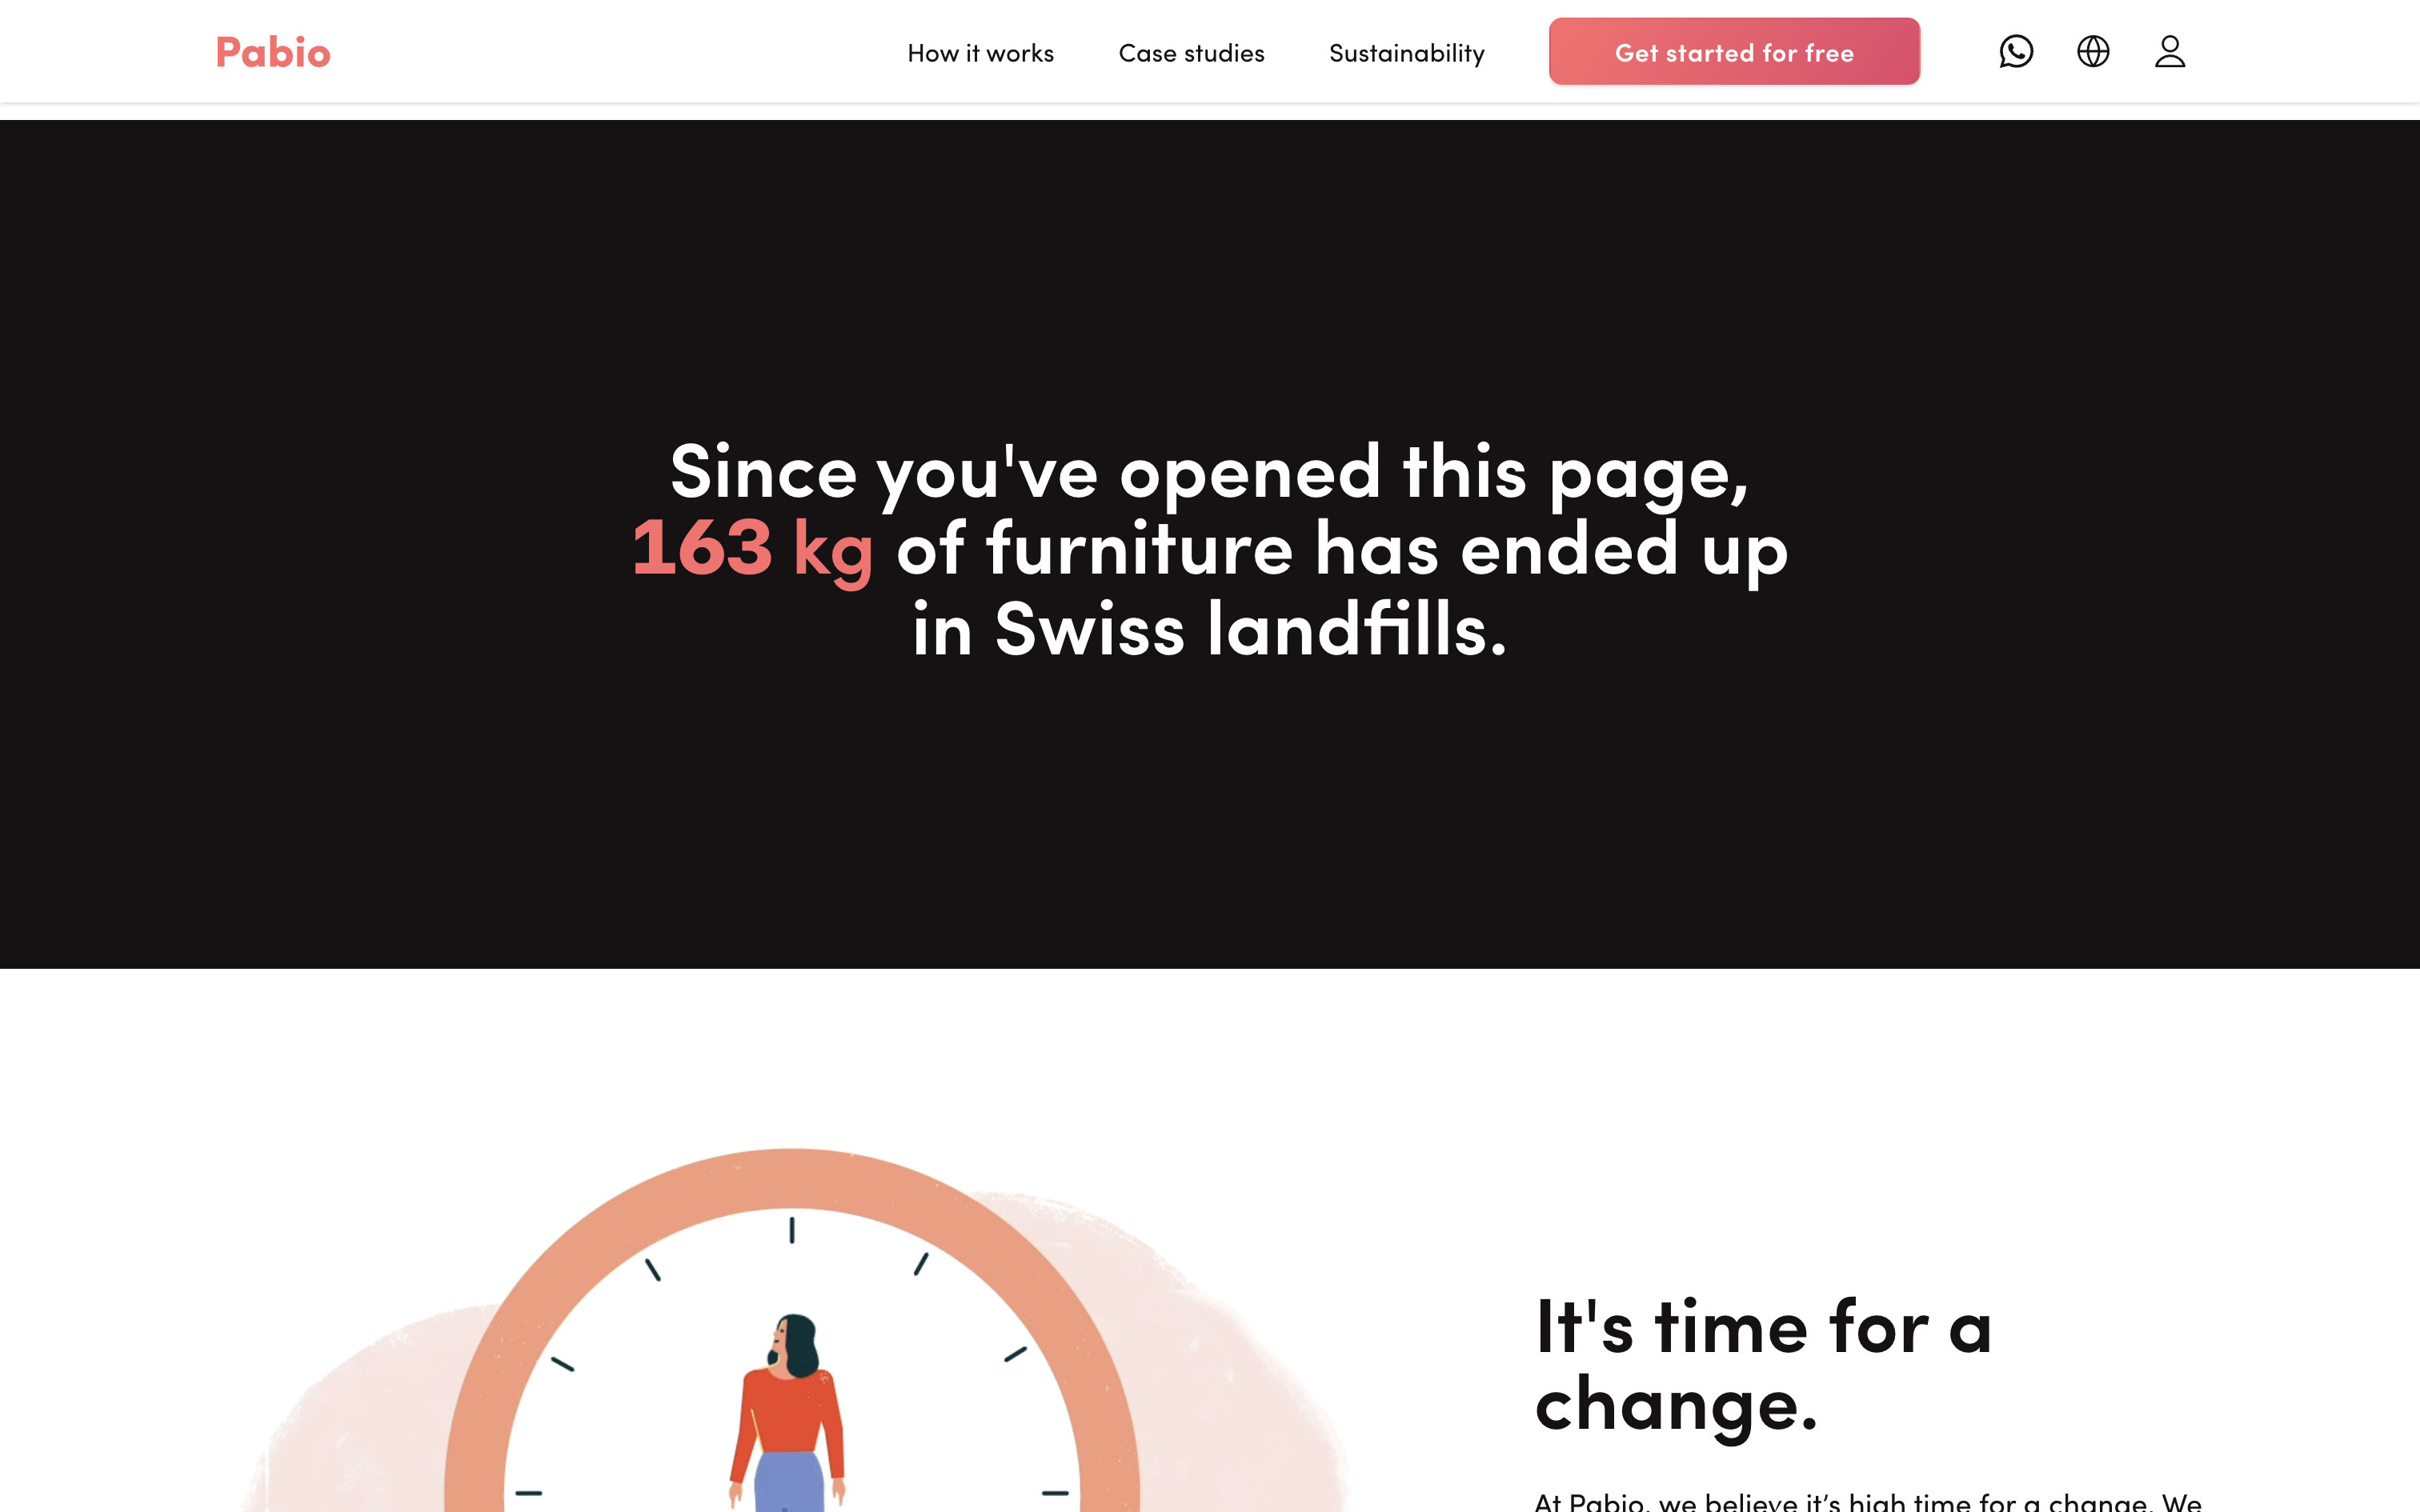 Pabio
How it works
Case studies
Sustainability
Get started for free
Since you've opened this page,
163 kg of furniture has ended up
in Swiss landfills.
It's time for a
change.
At Pabio, we believe it’s high time for a change. We